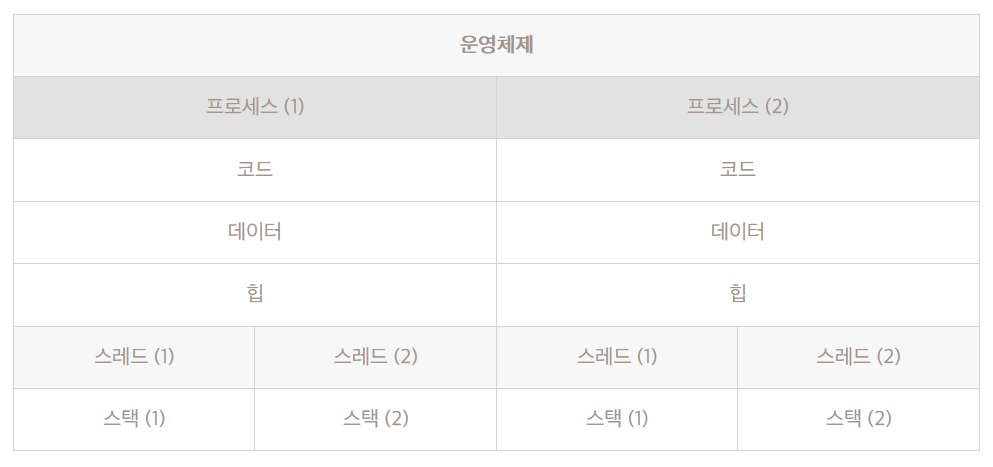 운영체제
프로세스 (1) 프로세스 (2)
코드 코드
데이터 데이터
힙 힙
스레드 (1) 스레드 (2) 스레드 (1) 스레드 (2)
스택 (1) 스택 (2) 스택 (1) 스택 (2)